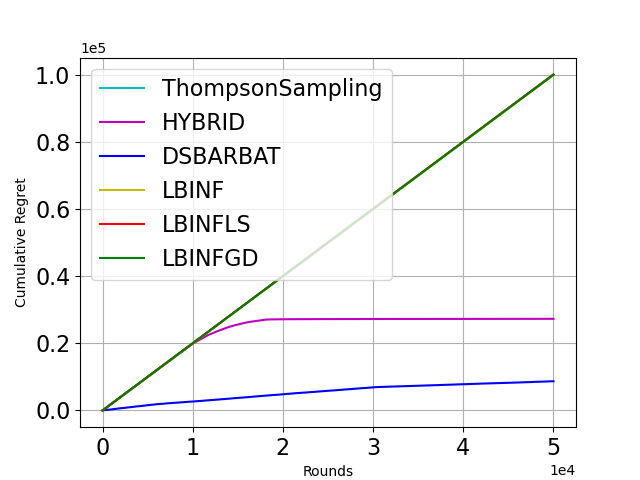 1e5
1.0
0.8
0.6
0.4
0.2
0.0
Cumulative Regret
ThompsonSampling
HYBRID
DSBARBAT
LBINF
LBINFLS
LBINFGD
0 1 2 3 4 5
Rounds
1e4